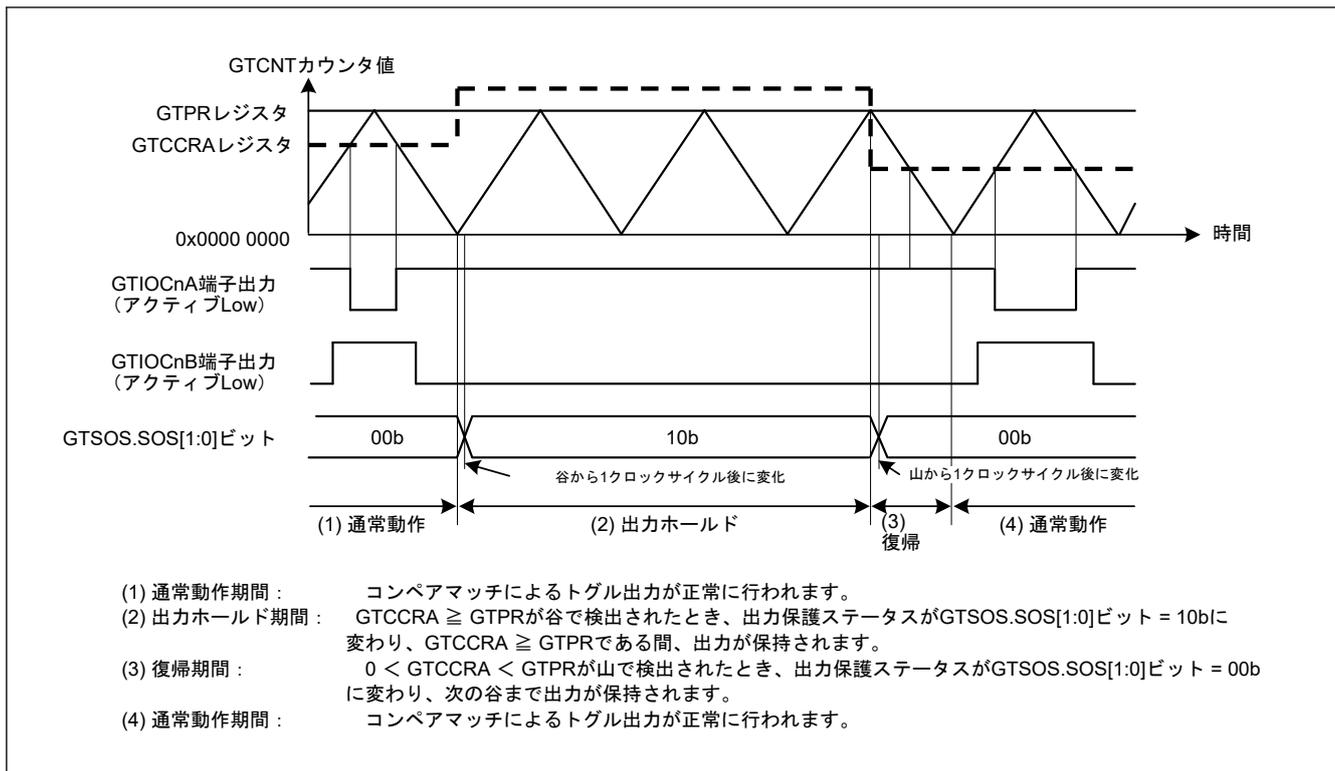 GTCNTカウンタ値
GTPRレジスタ
GTCCRAレジスタ
0x0000 0000
時間
GTIOCnA端子出力
（アクティブLow）
GTIOCnB端子出力
（アクティブLow）
GTSOS.SOS[1:0]ビット
00b
10b
00b
谷から1クロックサイクル後に変化
山から1クロックサイクル後に変化
(1) 通常動作
(2) 出力ホールド
(3)
復帰
(4) 通常動作
(1) 通常動作期間： コンペアマッチによるトグル出力が正常に行われます。
(2) 出力ホールド期間： GTCCRA ≧ GTPRが谷で検出されたとき、出力保護ステータスがGTSOS.SOS[1:0]ビット = 10bに
変わり、GTCCRA ≧ GTPRである間、出力が保持されます。
(3) 復帰期間： 0 < GTCCRA < GTPRが山で検出されたとき、出力保護ステータスがGTSOS.SOS[1:0]ビット = 00b
に変わり、次の谷まで出力が保持されます。
(4) 通常動作期間： コンペアマッチによるトグル出力が正常に行われます。